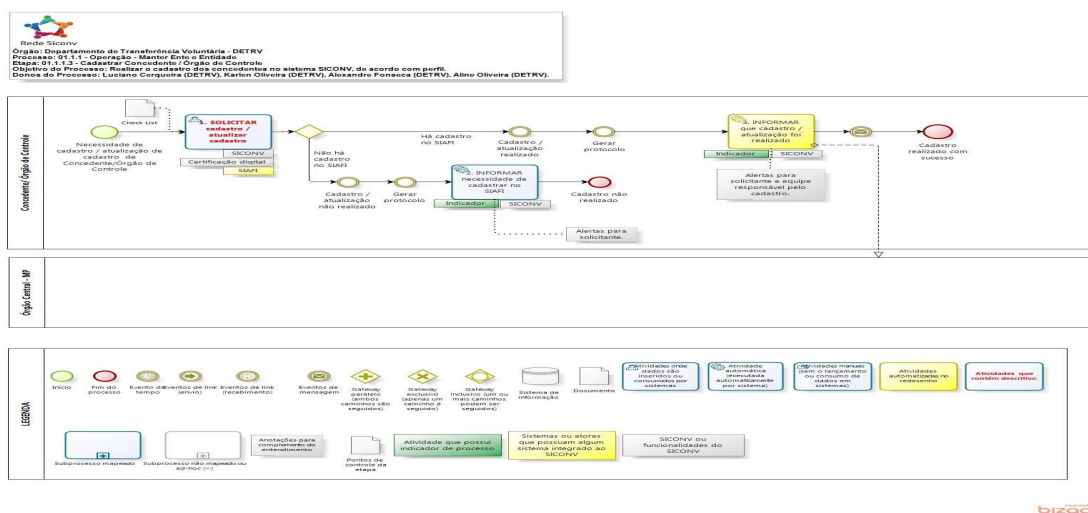 Rede Siconv
Órgão: Departamento de Transferência Voluntária - DETRV
Processo: 01.1.1 - Operação - Manter Ente e Entidade
Etapa: 01.1.1.3 - Cadastrar Concedente / Órgão de Controle
Objetivo do Processo: Realizar o cadastro dos concedentes no sistema SICONV, de acordo com perfil.
Donos do Processo: Luciano Cerqueira (DETRV), Karlen Oliveira (DETRV), Alexandre Fonseca (DETRV), Aline Oliveira (DETRV).
Concedente/ Órgão de Controle
Check List
Necessidade de
cadastro / atualização de
cadastro de
Concedente/Órgão de
Controle
1. SOLICITAR
cadastro /
atualizar
cadastro
SICONV
Certificação digital
SIAFI
Há cadastro
no SIAFI
Não há
cadastro
no SIAFI
Cadastro /
atualização
realizado
Gerar
protocolo
3. INFORMAR
que cadastro /
atualização foi
realizado
Indicador
SICONV
Alertas para
solicitante e equipe
responsável pelo
cadastro.
Cadastro
realizado com
sucesso
Cadastro /
atualização
não realizado
Gerar
protocolo
2. INFORMAR
necessidade de
cadastrar no
SIAFI
Indicador
SICONV
Alertas para
solicitante.
Cadastro não
realizado
Órgão Central - MP
LEGENDA
Início
Fim do
processo
Evento de
tempo
Eventos de link
(envio)
Eventos de link
(recebimento)
Eventos de
mensagem
Gateway
paralelo
(ambos
caminhos são
seguidos)
Gateway
exclusivo
(apenas um
caminho é
seguido)
Gateway
inclusivo (um ou
mais caminhos
podem ser
seguidos)
Sistema de
informação
Documento
Atividades onde
dados são
inseridos ou
consumidos por
sistemas
Atividade
automática
(executada
automaticamente
por sistema)
Atividades manuais
(sem o lançamento
ou consumo de
dados em
sistemas)
Atividades
automatizadas no
redesenho
Atividades que
contém descritivo
Subprocesso mapeado
Subprocesso não mapeado ou
ad-hoc (~)
Anotações para
complemento do
entendimento
Pontos de
controle da
etapa
Atividade que possui
indicador de processo
Sistemas ou atores
que possuam algum
sistema integrado ao
SICONV
SICONV ou
funcionalidades do
SICONV